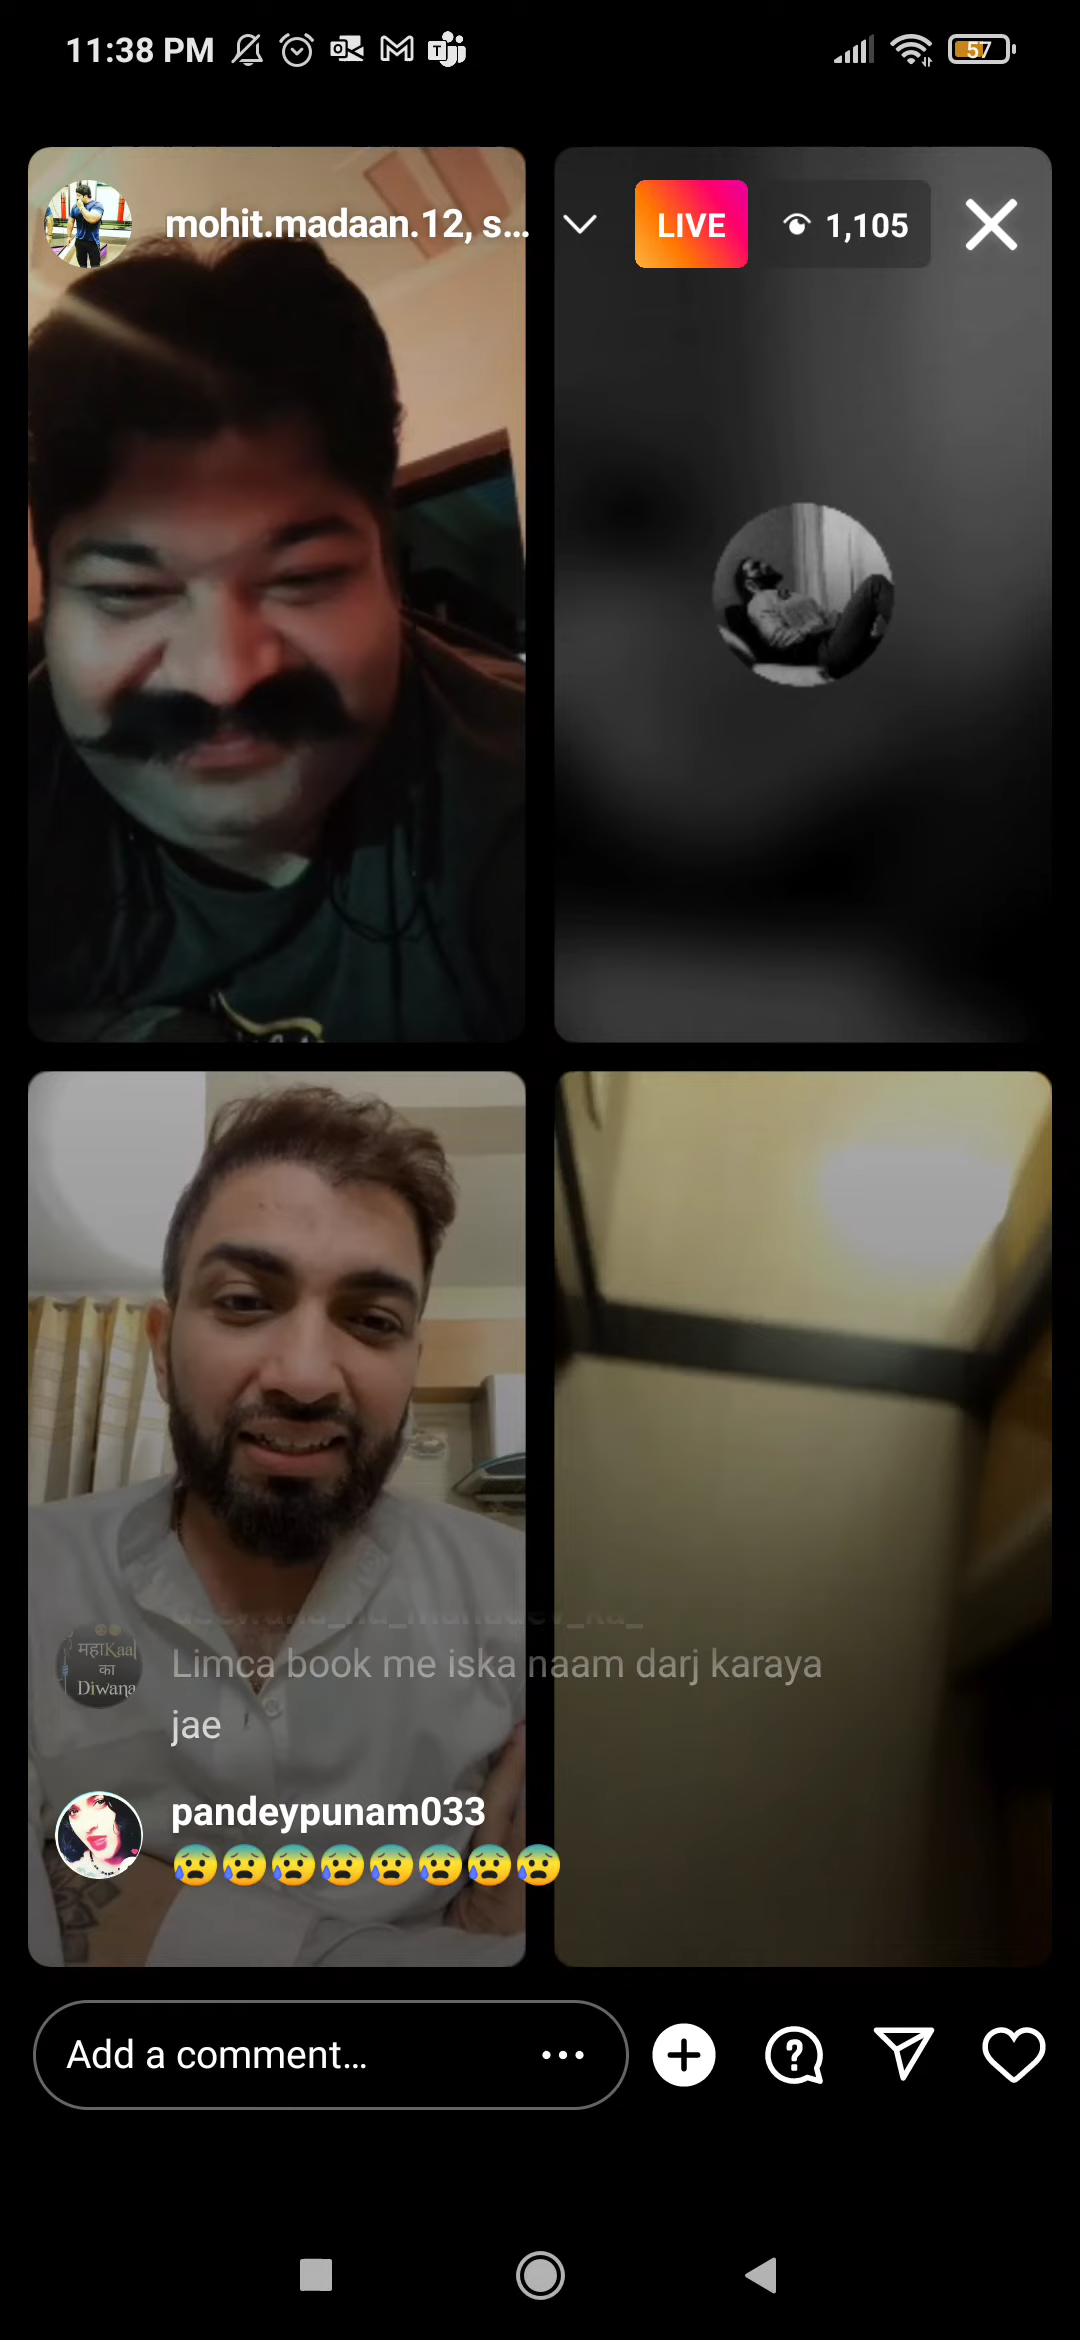 11:38 PM
57
mohit.madaan.12, s...
LIVE
1,105
Limca book me iska naam darj karaya
jae
महाKaal
का
Diwana
pandeypunam033
😰😰😰😰😰😰😰😰
Add a comment...